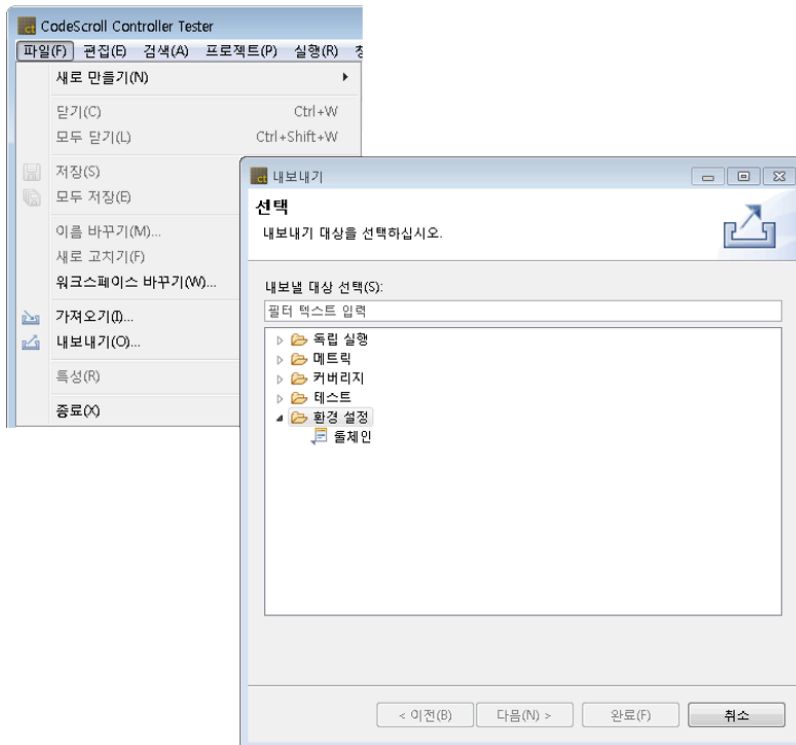 CodeScroll Controller Tester
파일(F) 편집(E) 검색(A) 프로젝트(P) 실행(R)
새로 만들기(N)
닫기(C) Ctrl+W
모두 닫기(L) Ctrl+Shift+W
저장(S)
모두 저장(E)
이름 바꾸기(M)...
새로 고치기(F)
워크스페이스 바꾸기(W)...
가져오기(I)...
내보내기(O)...
특성(R)
종료(X)
내보내기
선택
내보내기 대상을 선택하십시오.
내보낼 대상 선택(S):
필터 텍스트 입력
독립 실행
메트릭
커버리지
테스트
환경 설정
툴체인
< 이전(B) 다음(N) > 완료(F) 취소